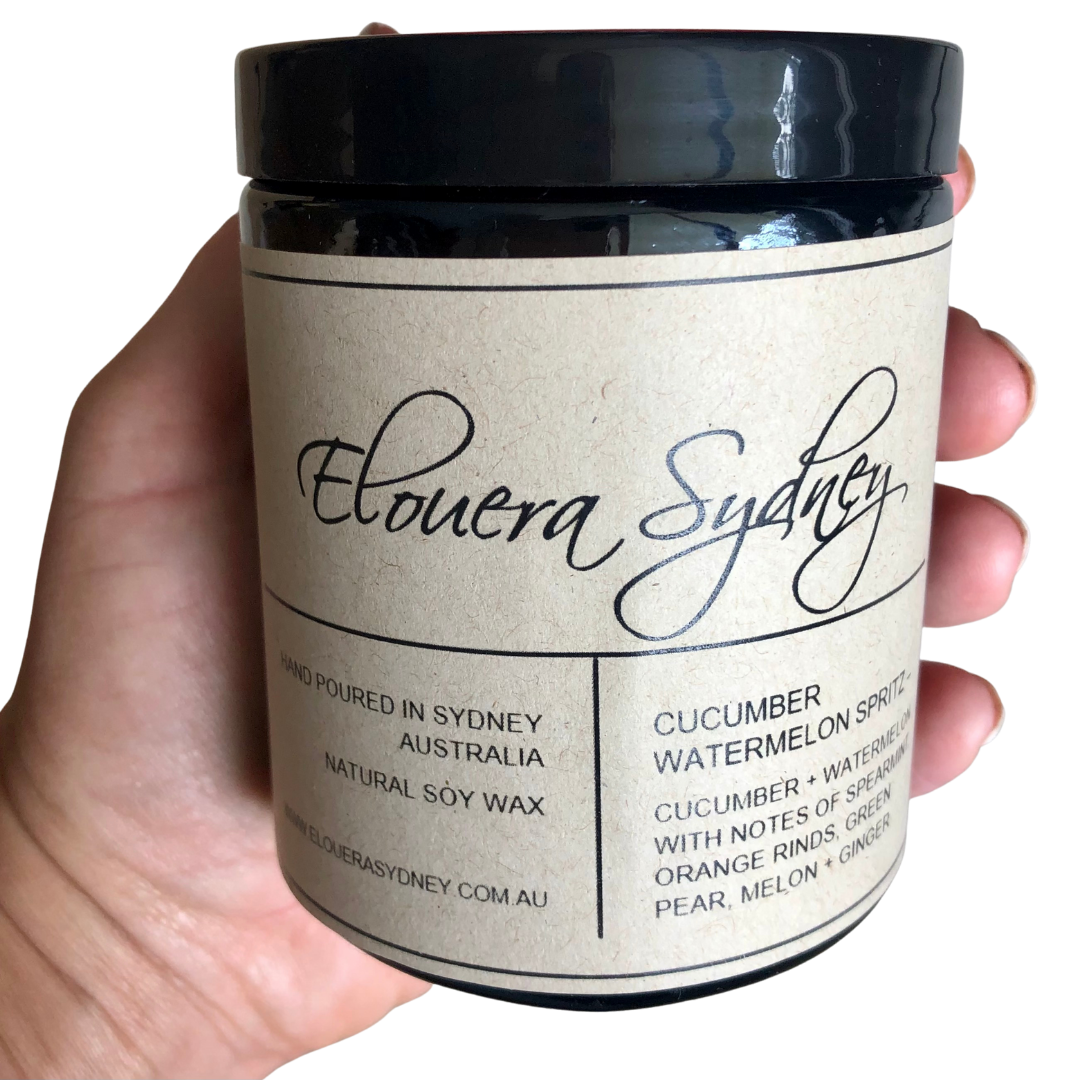 Elouera Sydney
HAND POURED IN SYDNEY
AUSTRALIA
NATURAL SOY WAX
WWW.ELOUERASYDNEY.COM.AU
CUCUMBER
WATERMELON SPRITZ -
CUCUMBER + WATERMELON
WITH NOTES OF SPEARMINT,
ORANGE RINDS, GREEN
PEAR, MELON + GINGER